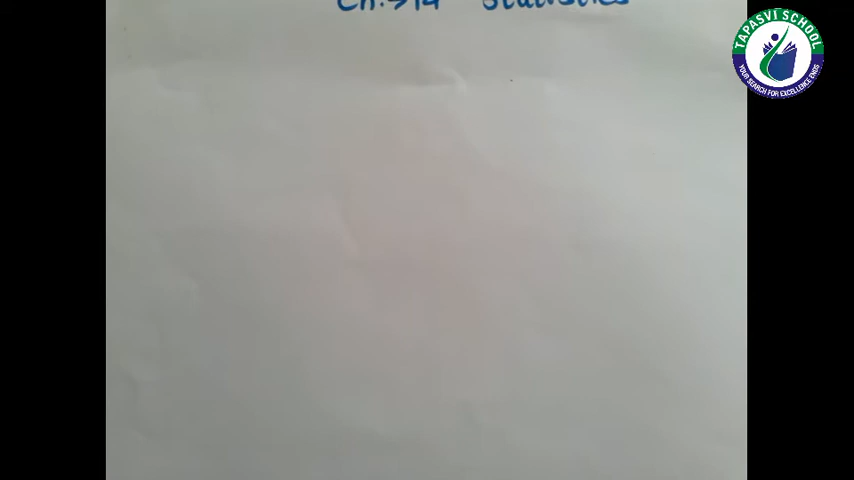 Ch.→14 Statistics
TAPASVI SCHOOL
YOUR SEARCH FOR EXCELLENCE ENDS